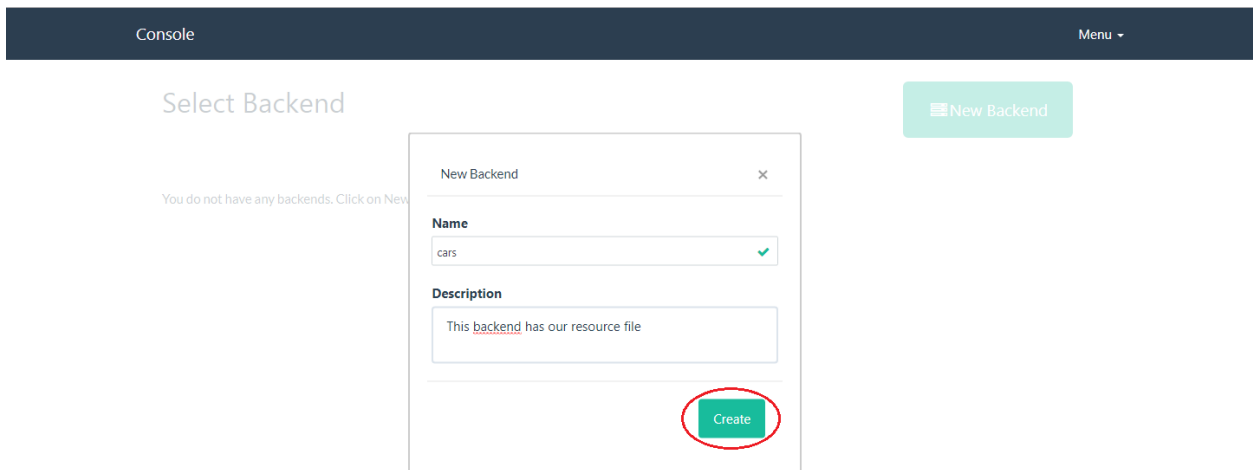 Console
Menu
Select Backend
New Backend
You do not have any backends. Click on New
New Backend
Name
cars
Description
This backend has our resource file
Create